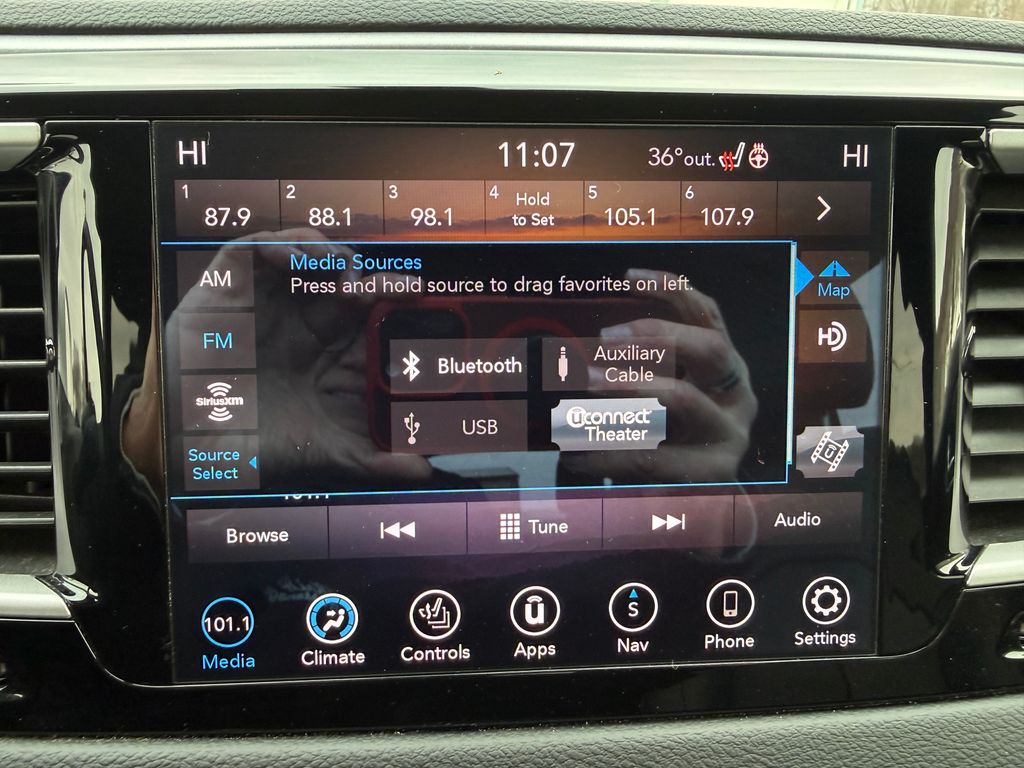 HI 11:07 36°out. HI
1 2 3 4 5 6
87.9 88.1 98.1 Hold to Set 105.1 107.9
Media Sources
Press and hold source to drag favorites on left.
AM
FM
SiriusXM
Source
Select
Bluetooth
Auxiliary
Cable
USB
Uconnect
Theater
Map
HD
Browse
Tune
Audio
101.1
Media
Climate
Controls
Apps
S
Nav
Phone
Settings